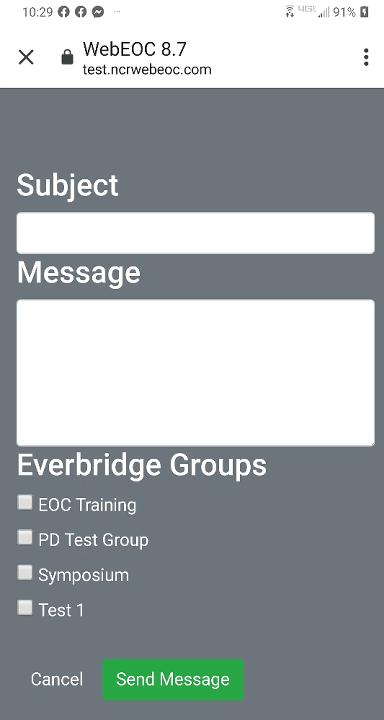 10:29 ... 4G 91%
WebEOC 8.7
test.ncrwebeoc.com
Subject
Message
Everbridge Groups
EOC Training
PD Test Group
Symposium
Test 1
Cancel Send Message